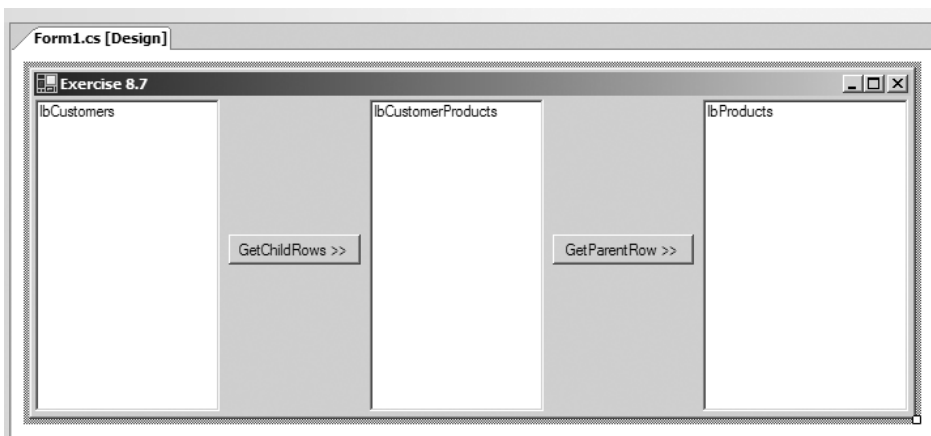 Form1.cs [Design]
Exercise 8.7
lbCustomers
lbCustomerProducts
lbProducts
GetChildRows >>
GetParentRow >>